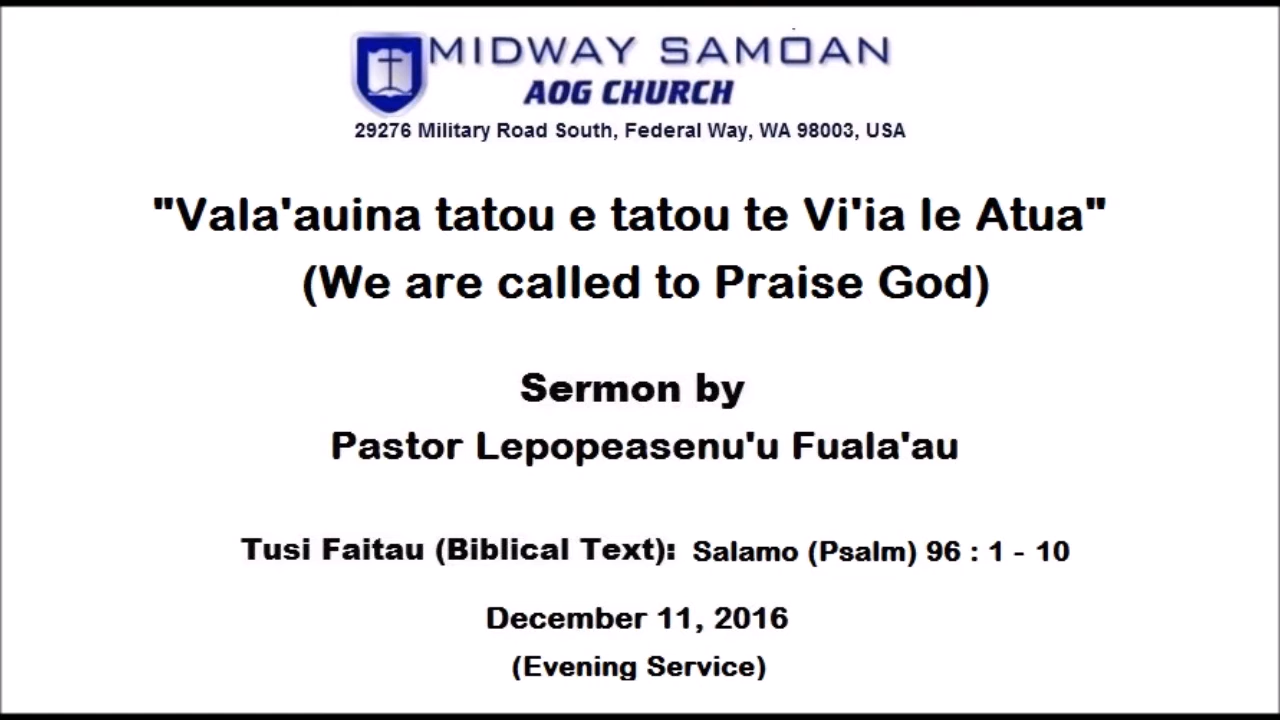 MIDWAY SAMOAN
AOG CHURCH
29276 Military Road South, Federal Way, WA 98003, USA
"Vala'auina tatou e tatou te Vi'ia le Atua"
(We are called to Praise God)
Sermon by
Pastor Lepopeasenu'u Fuala'au
Tusi Faitau (Biblical Text): Salamo (Psalm) 96 : 1 - 10
December 11, 2016
(Evening Service)